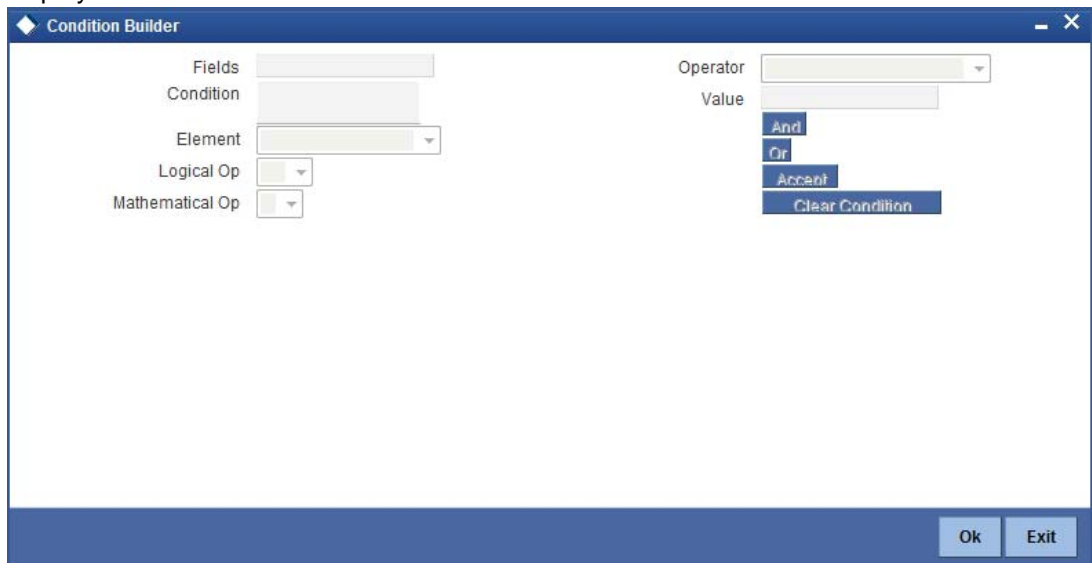 Condition Builder
Fields
Condition
Element
Logical Op
Mathematical Op
Operator
Value
And
Or
Accept
Clear Condition
Ok Exit